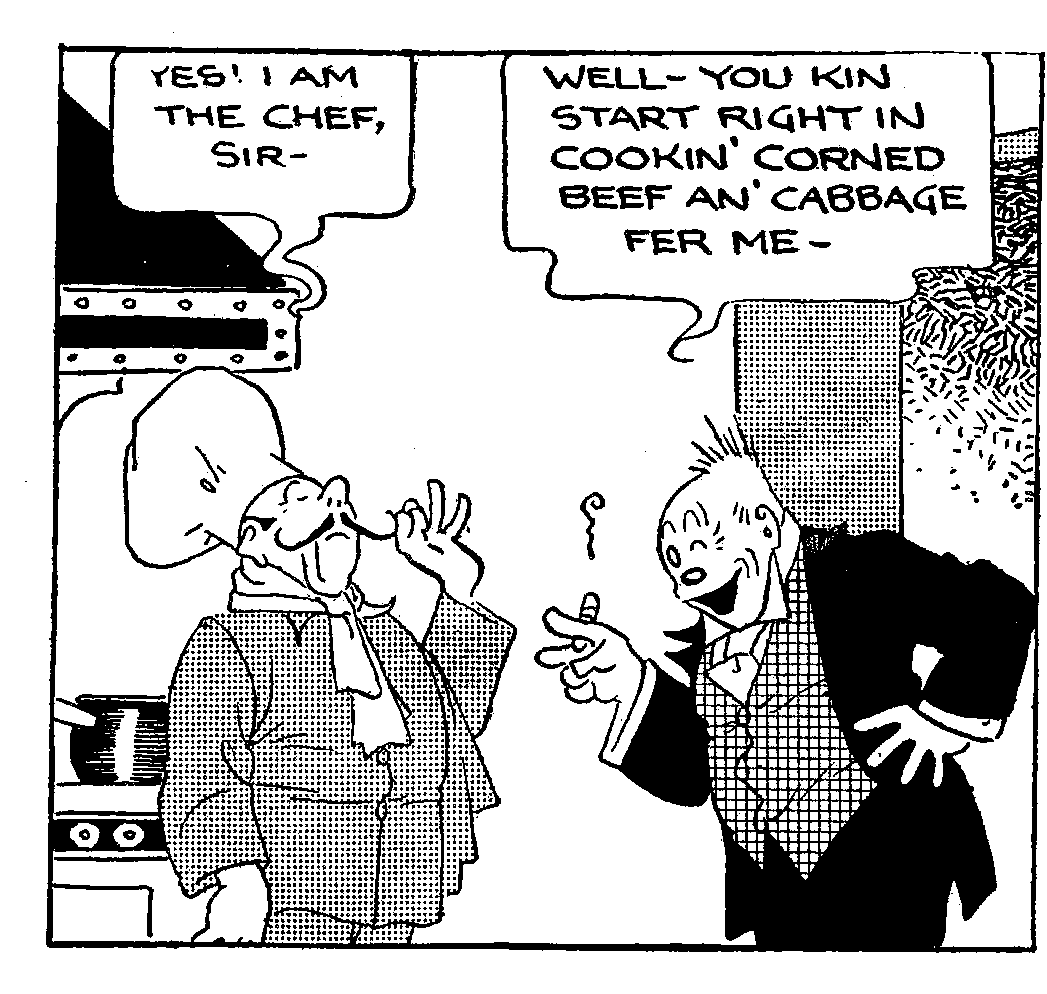 YES! I AM
THE CHEF,
SIR-
WELL- YOU KIN
START RIGHT IN
COOKIN' CORNED
BEEF AN' CABBAGE
FER ME-